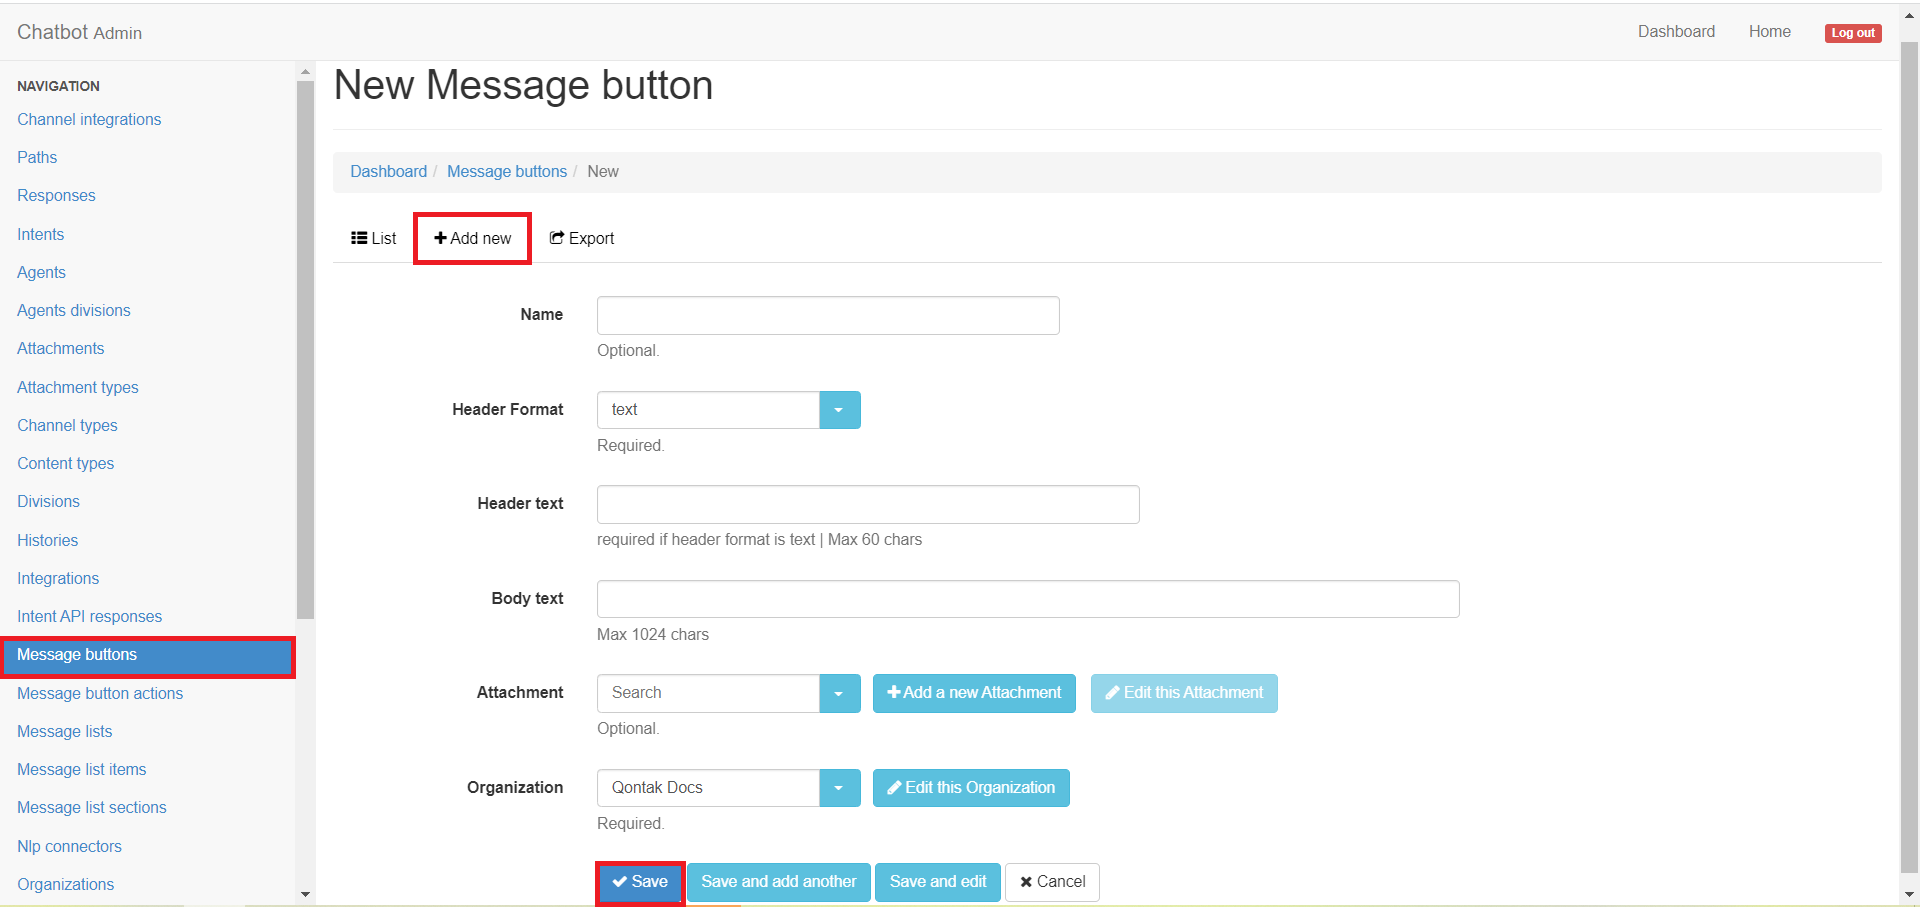 Chatbot Admin
Dashboard Home Log out
NAVIGATION
Channel integrations
Paths
Responses
Intents
Agents
Agents divisions
Attachments
Attachment types
Channel types
Content types
Divisions
Histories
Integrations
Intent API responses
Message buttons
Message button actions
Message lists
Message list items
Message list sections
Nlp connectors
Organizations
New Message button
Dashboard / Message buttons / New
List
Add new
Export
Name
Optional.
Header Format text
Required.
Header text
required if header format is text | Max 60 chars
Body text
Max 1024 chars
Attachment Search Add a new Attachment Edit this Attachment
Optional.
Organization Qontak Docs Edit this Organization
Required.
Save Save and add another Save and edit Cancel